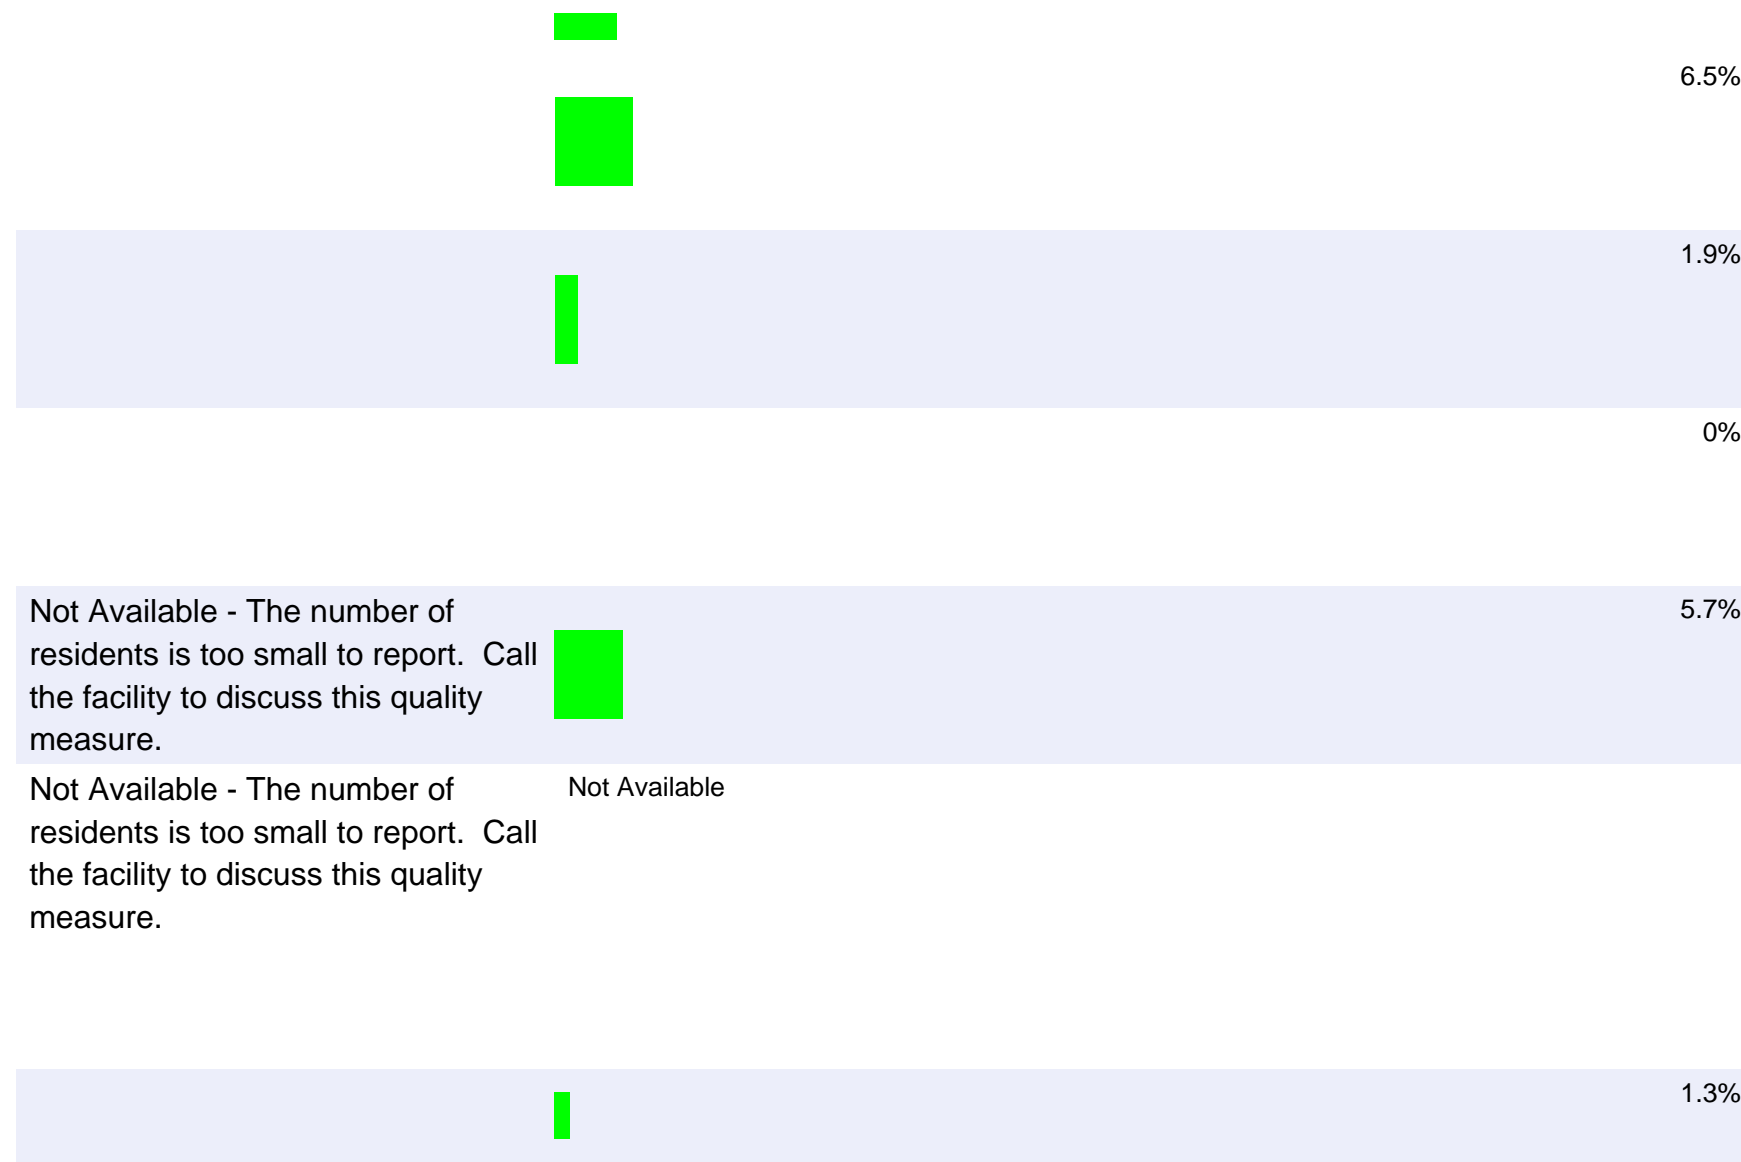 6.5%
1.9%
0%
Not Available - The number of
residents is too small to report.  Call
the facility to discuss this quality
measure.
5.7%
Not Available - The number of
residents is too small to report.  Call
the facility to discuss this quality
measure.
Not Available
1.3%